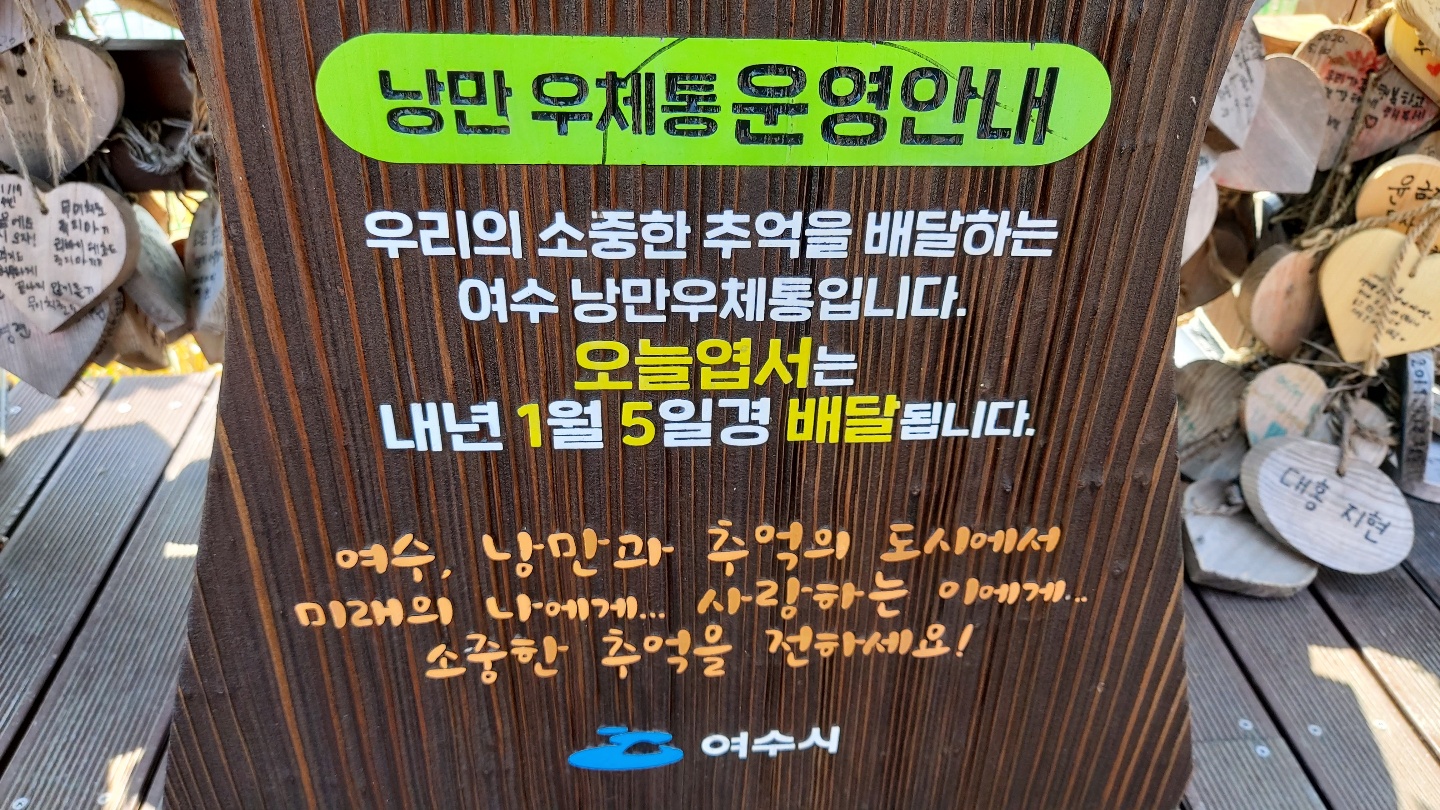 낭만 우체통 운영안내
우리의 소중한 추억을 배달하는
여수 낭만우체통입니다.
오늘엽서는
내년 1월 5일경 배달됩니다.
여수, 낭만과 추억의 도시에서
미래의 나에게... 사랑하는 이에게...
소중한 추억을 전하세요!
여수시
대홍 지현